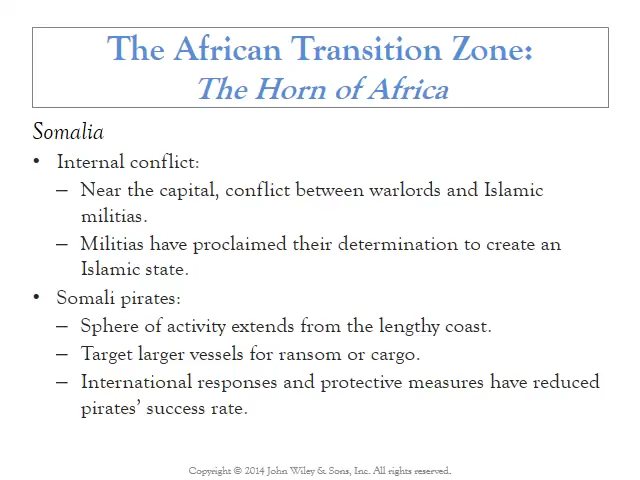 The African Transition Zone:
The Horn of Africa
Somalia
• Internal conflict:
– Near the capital, conflict between warlords and Islamic
militias.
– Militias have proclaimed their determination to create an
Islamic state.
• Somali pirates:
– Sphere of activity extends from the lengthy coast.
– Target larger vessels for ransom or cargo.
– International responses and protective measures have reduced
pirates’ success rate.
Copyright © 2014 John Wiley & Sons, Inc. All rights reserved.